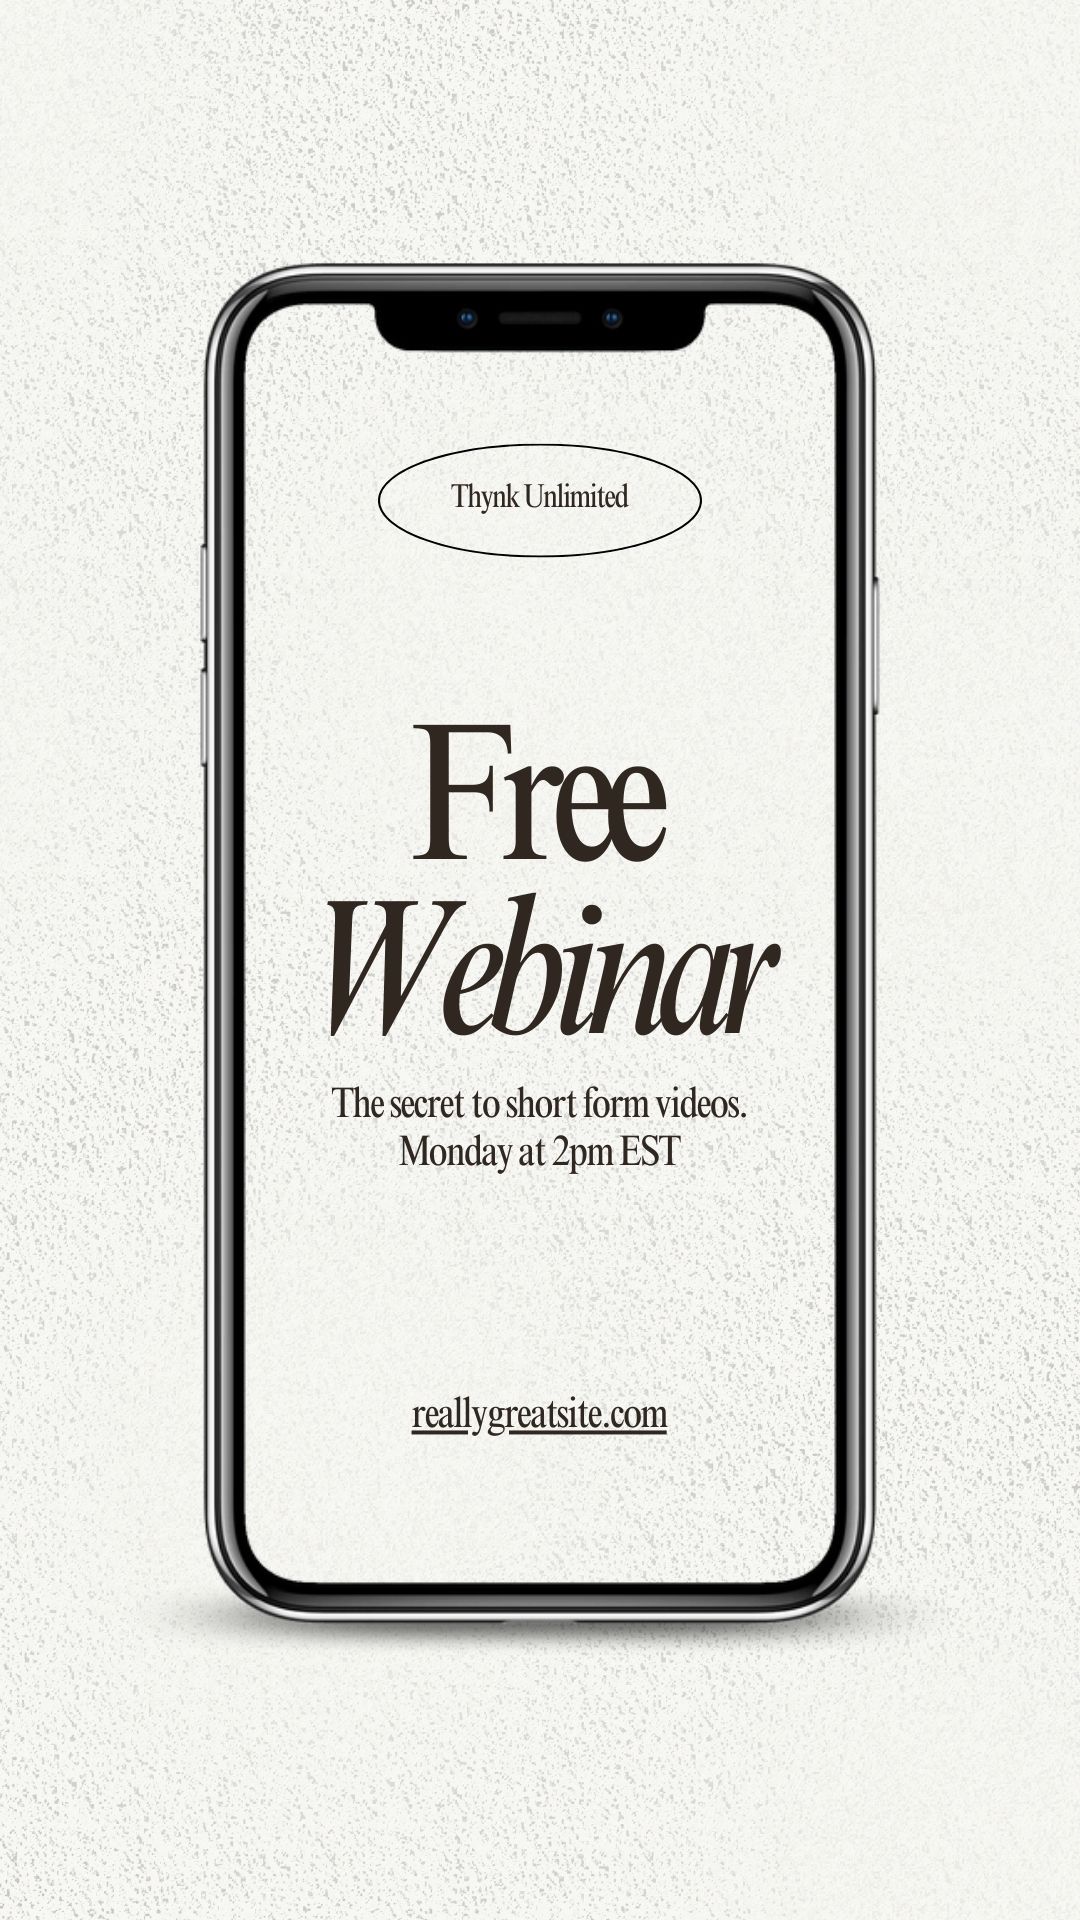 Thynk Unlimited
Free
Webinar
The secret to short form videos.
Monday at 2pm EST
reallygreatsite.com